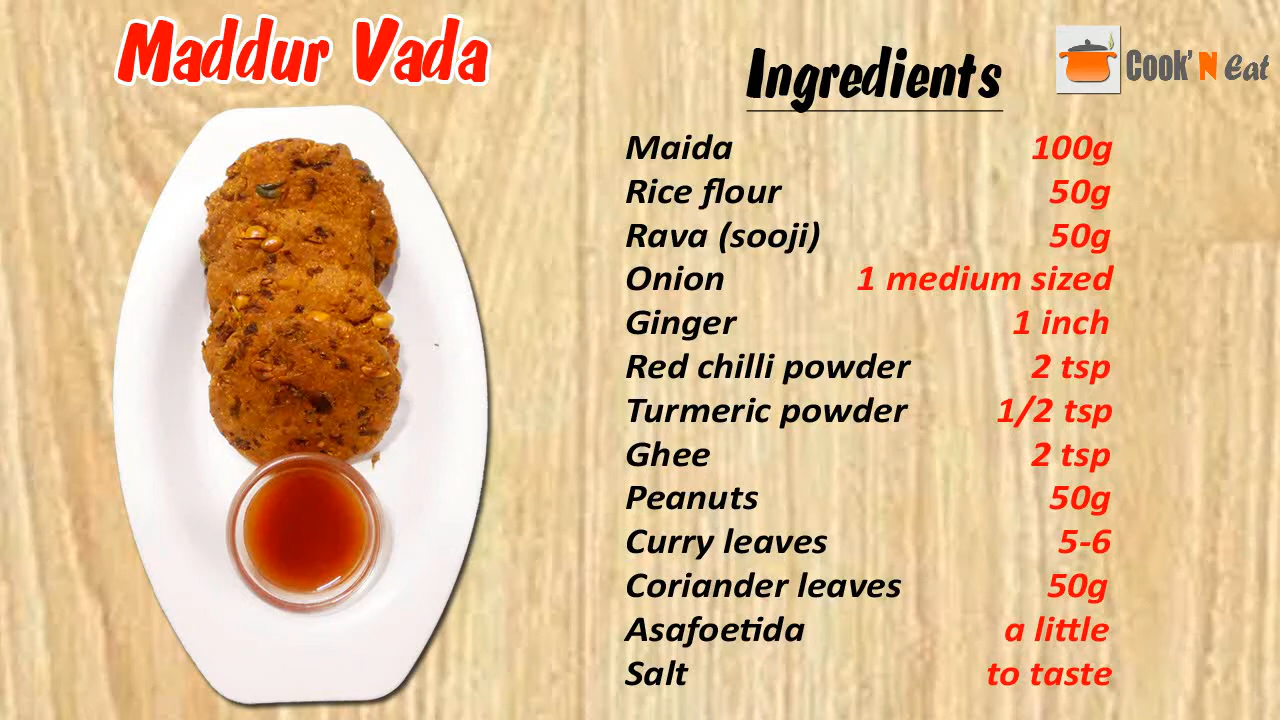 Maddur Vada
Ingredients
Cook' N Eat
Maida 100g
Rice flour 50g
Rava (sooji) 50g
Onion 1 medium sized
Ginger 1 inch
Red chilli powder 2 tsp
Turmeric powder 1/2 tsp
Ghee 2 tsp
Peanuts 50g
Curry leaves 5-6
Coriander leaves 50g
Asafoetida a little
Salt to taste